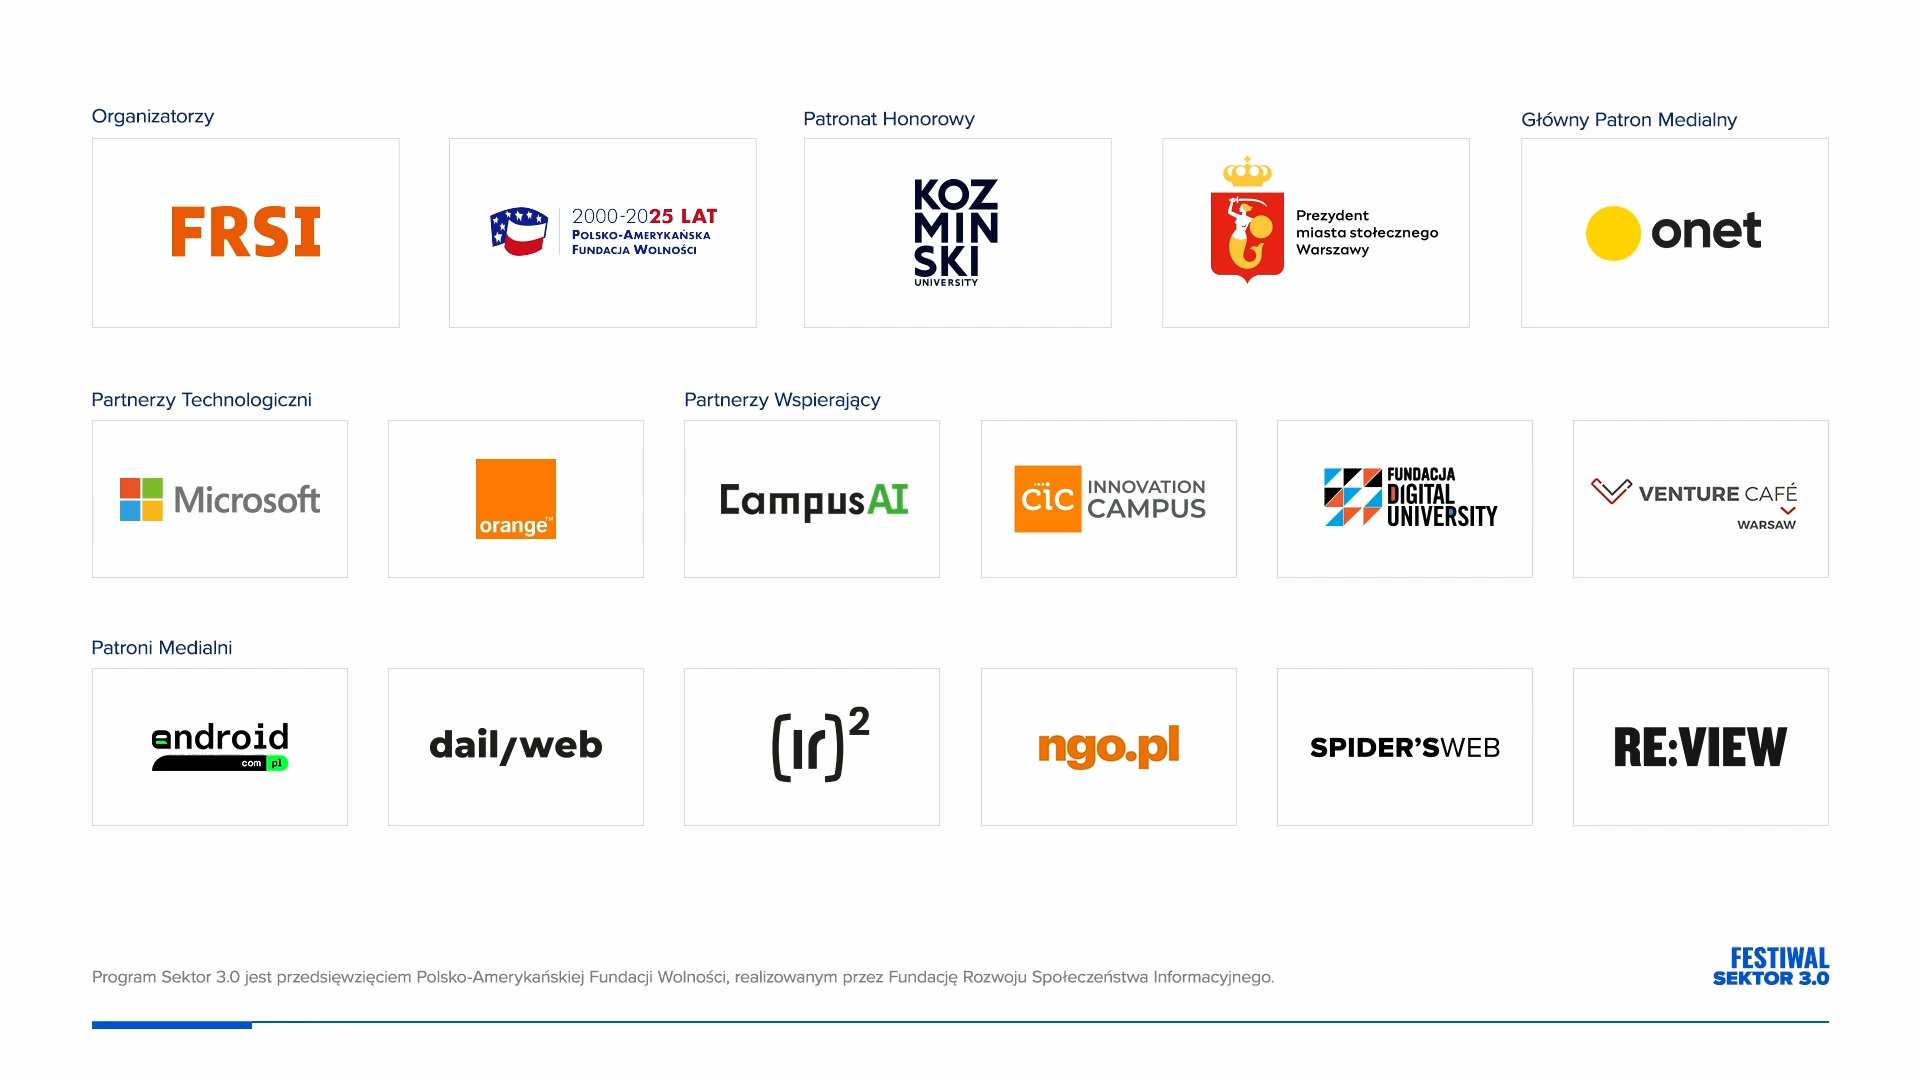 Organizatorzy
Patronat Honorowy
Główny Patron Medialny
FRSI
2000-2025 LAT
POLSKO-AMERYKAŃSKA
FUNDACJA WOLNOŚCI
KOZ
MIN
SKI
UNIVERSITY
Prezydent
miasta stołecznego
Warszawy
onet
Partnerzy Technologiczni
Partnerzy Wspierający
Microsoft
orange™
CampusAI
cic
INNOVATION
CAMPUS
FUNDACJA
DIGITAL
UNIVERSITY
VENTURE CAFÉ
WARSAW
Patroni Medialni
android
com pl
dail/web
(ir)²
ngo.pl
SPIDER’SWEB
RE:VIEW
FESTIWAL
SEKTOR 3.0
Program Sektor 3.0 jest przedsięwzięciem Polsko-Amerykańskiej Fundacji Wolności, realizowanym przez Fundację Rozwoju Społeczeństwa Informacyjnego.